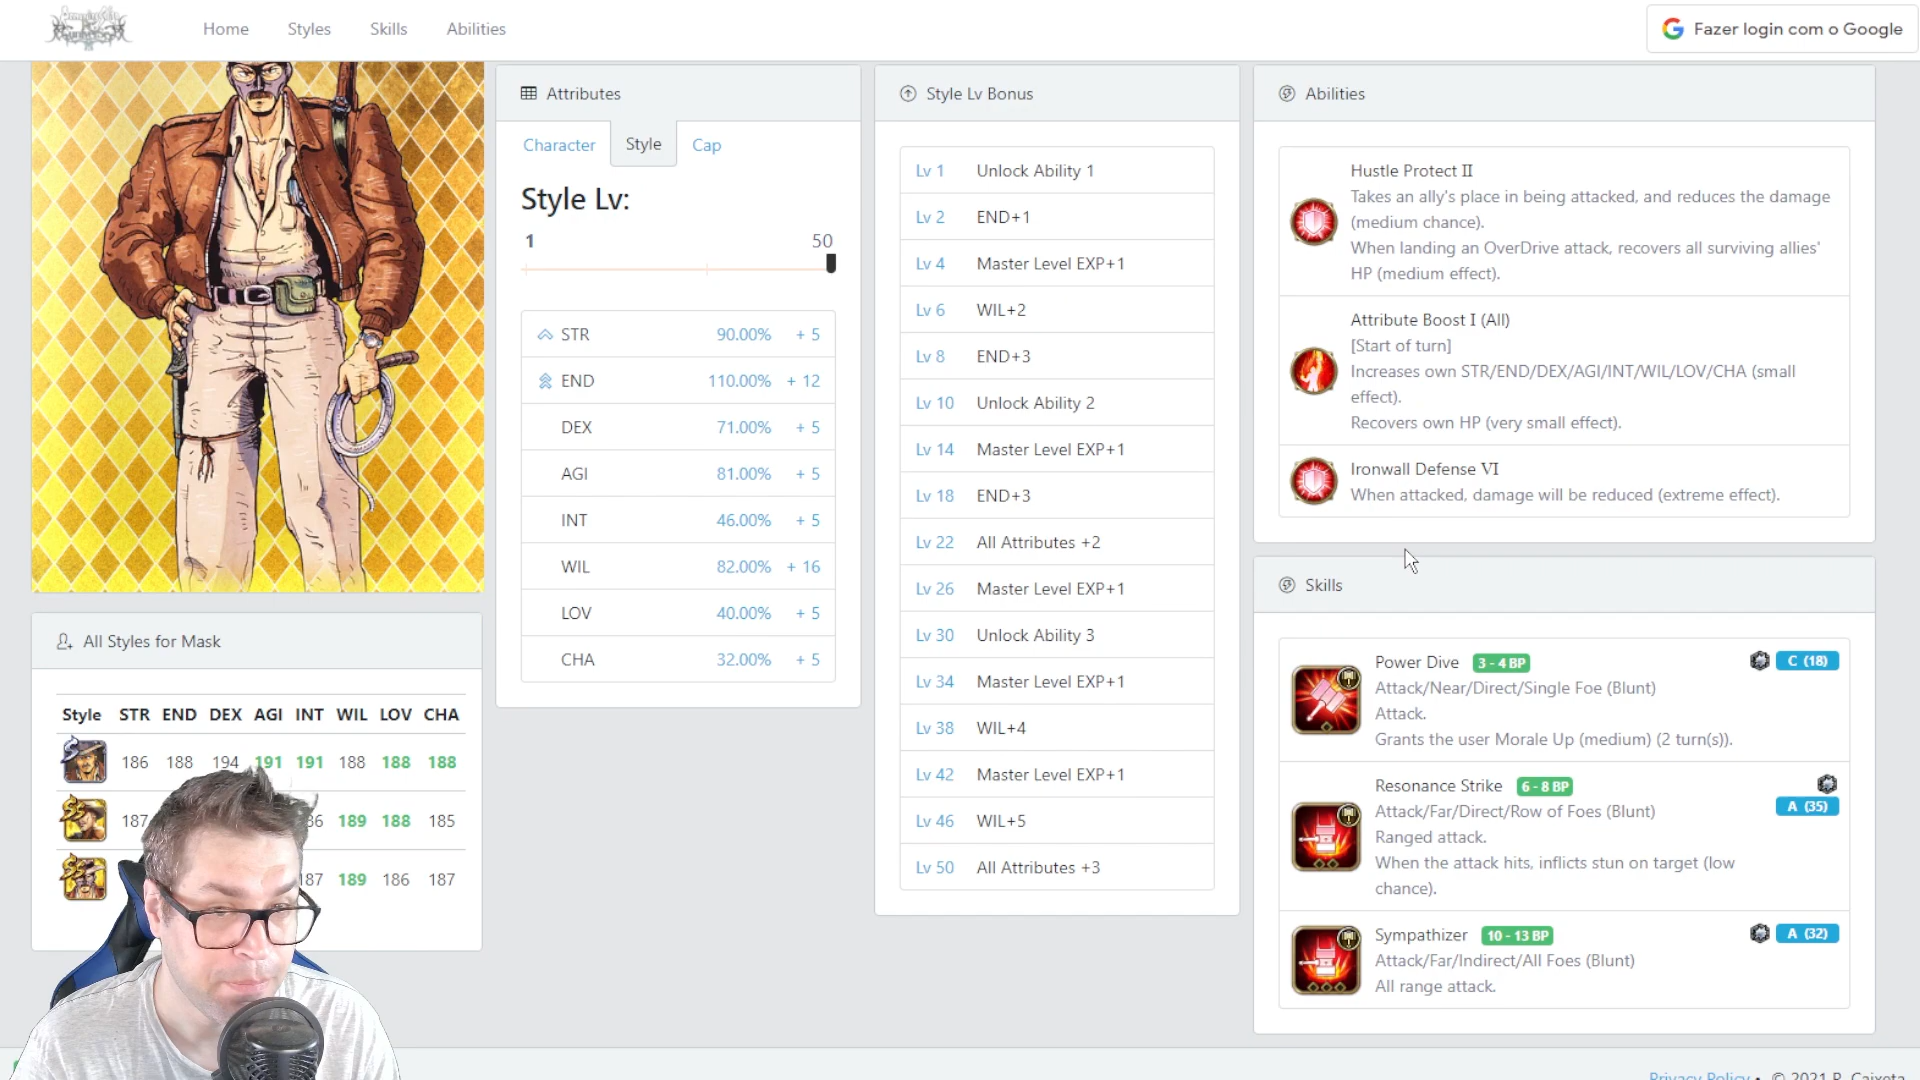 Home Styles Skills Abilities
Fazer login com o Google
Attributes
Character Style Cap
Style Lv:
1 50
STR 90.00% + 5
END 110.00% + 12
DEX 71.00% + 5
AGI 81.00% + 5
INT 46.00% + 5
WIL 82.00% + 16
LOV 40.00% + 5
CHA 32.00% + 5
Style Lv Bonus
Lv 1 Unlock Ability 1
Lv 2 END+1
Lv 4 Master Level EXP+1
Lv 6 WIL+2
Lv 8 END+3
Lv 10 Unlock Ability 2
Lv 14 Master Level EXP+1
Lv 18 END+3
Lv 22 All Attributes +2
Lv 26 Master Level EXP+1
Lv 30 Unlock Ability 3
Lv 34 Master Level EXP+1
Lv 38 WIL+4
Lv 42 Master Level EXP+1
Lv 46 WIL+5
Lv 50 All Attributes +3
Abilities
Hustle Protect II
Takes an ally's place in being attacked, and reduces the damage
(medium chance).
When landing an OverDrive attack, recovers all surviving allies'
HP (medium effect).
Attribute Boost I (All)
[Start of turn]
Increases own STR/END/DEX/AGI/INT/WIL/LOV/CHA (small
effect).
Recovers own HP (very small effect).
Ironwall Defense VI
When attacked, damage will be reduced (extreme effect).
Skills
Power Dive 3 - 4 BP C (18)
Attack/Near/Direct/Single Foe (Blunt)
Attack.
Grants the user Morale Up (medium) (2 turn(s)).
Resonance Strike 6 - 8 BP A (35)
Attack/Far/Direct/Row of Foes (Blunt)
Ranged attack.
When the attack hits, inflicts stun on target (low
chance).
Sympathizer 10 - 13 BP A (32)
Attack/Far/Indirect/All Foes (Blunt)
All range attack.
All Styles for Mask
Style STR END DEX AGI INT WIL LOV CHA
S 186 188 194 191 191 188 188 188
SS 187 189 188 185
SS 187 189 186 187
Privacy Policy • © 2021 R. Caixeta